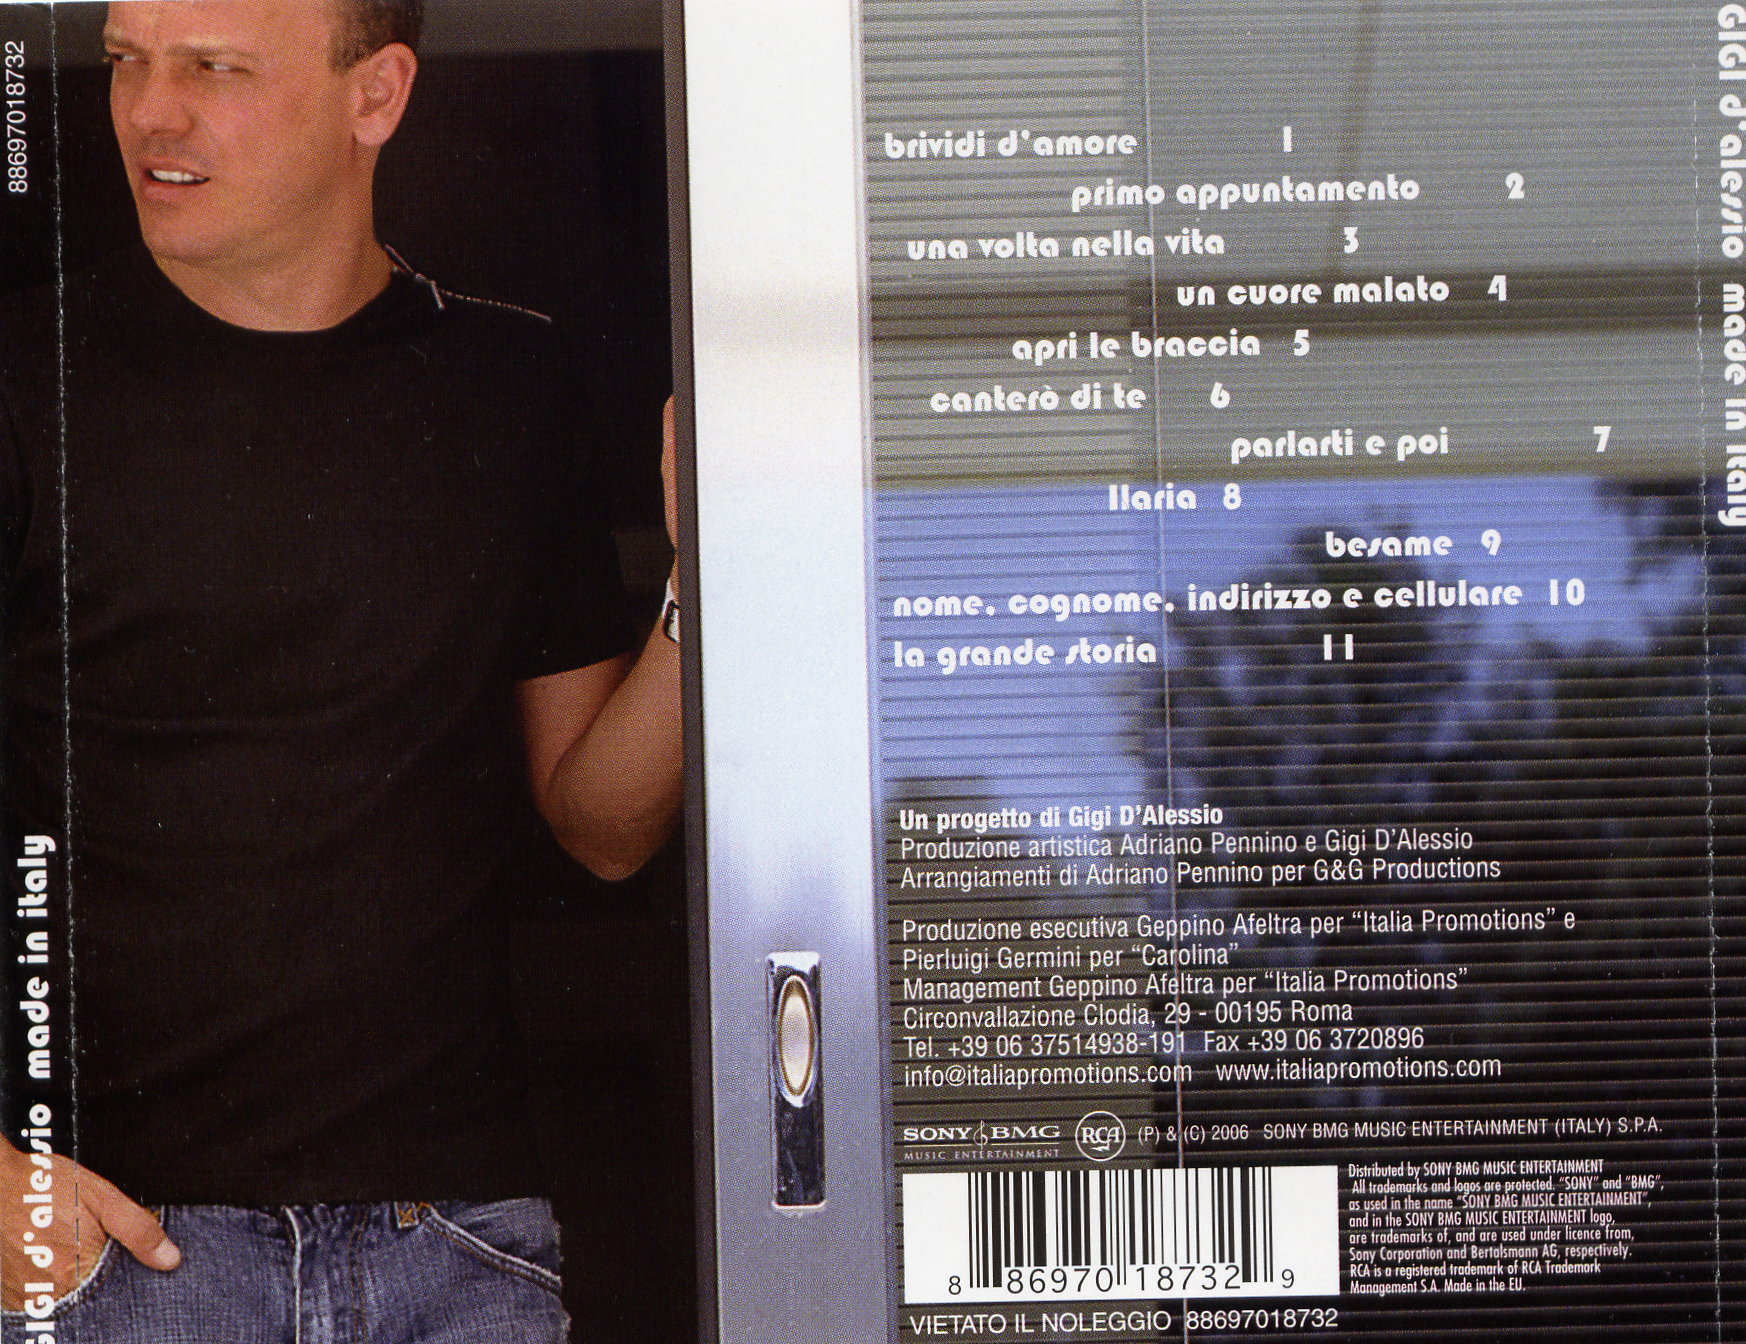 88697018732
GIGI d'alessio made in italy
brividi d'amore 1
primo appuntamento 2
una volta nella vita 3
un cuore malato 4
apri le braccia 5
canterò di te 6
parlarti e poi 7
Ilaria 8
besame 9
nome, cognome, indirizzo e cellulare 10
la grande storia 11
Un progetto di Gigi D'Alessio
Produzione artistica Adriano Pennino e Gigi D'Alessio
Arrangiamenti di Adriano Pennino per G&G Productions
Produzione esecutiva Geppino Afeltra per "Italia Promotions" e
Pierluigi Germini per "Carolina"
Management Geppino Afeltra per "Italia Promotions"
Circonvallazione Clodia, 29 - 00195 Roma
Tel. +39 06 37514938-191 Fax +39 06 3720896
info@italiapromotions.com www.italiapromotions.com
SONY BMG RCA (P) & (C) 2006 SONY BMG MUSIC ENTERTAINMENT (ITALY) S.P.A.
MUSIC ENTERTAINMENT
Distributed by SONY BMG MUSIC ENTERTAINMENT
All trademarks and logos are protected. "SONY" and "BMG",
as used in the name "SONY BMG MUSIC ENTERTAINMENT",
and in the SONY BMG MUSIC ENTERTAINMENT logo,
are trademarks of, and are used under licence from,
Sony Corporation and Bertalsmann AG, respectively.
RCA is a registered trademark of RCA Trademark
Management S.A. Made in the EU.
8 86970 18732 9
VIETATO IL NOLEGGIO 88697018732
GIGI d'alessio made in italy